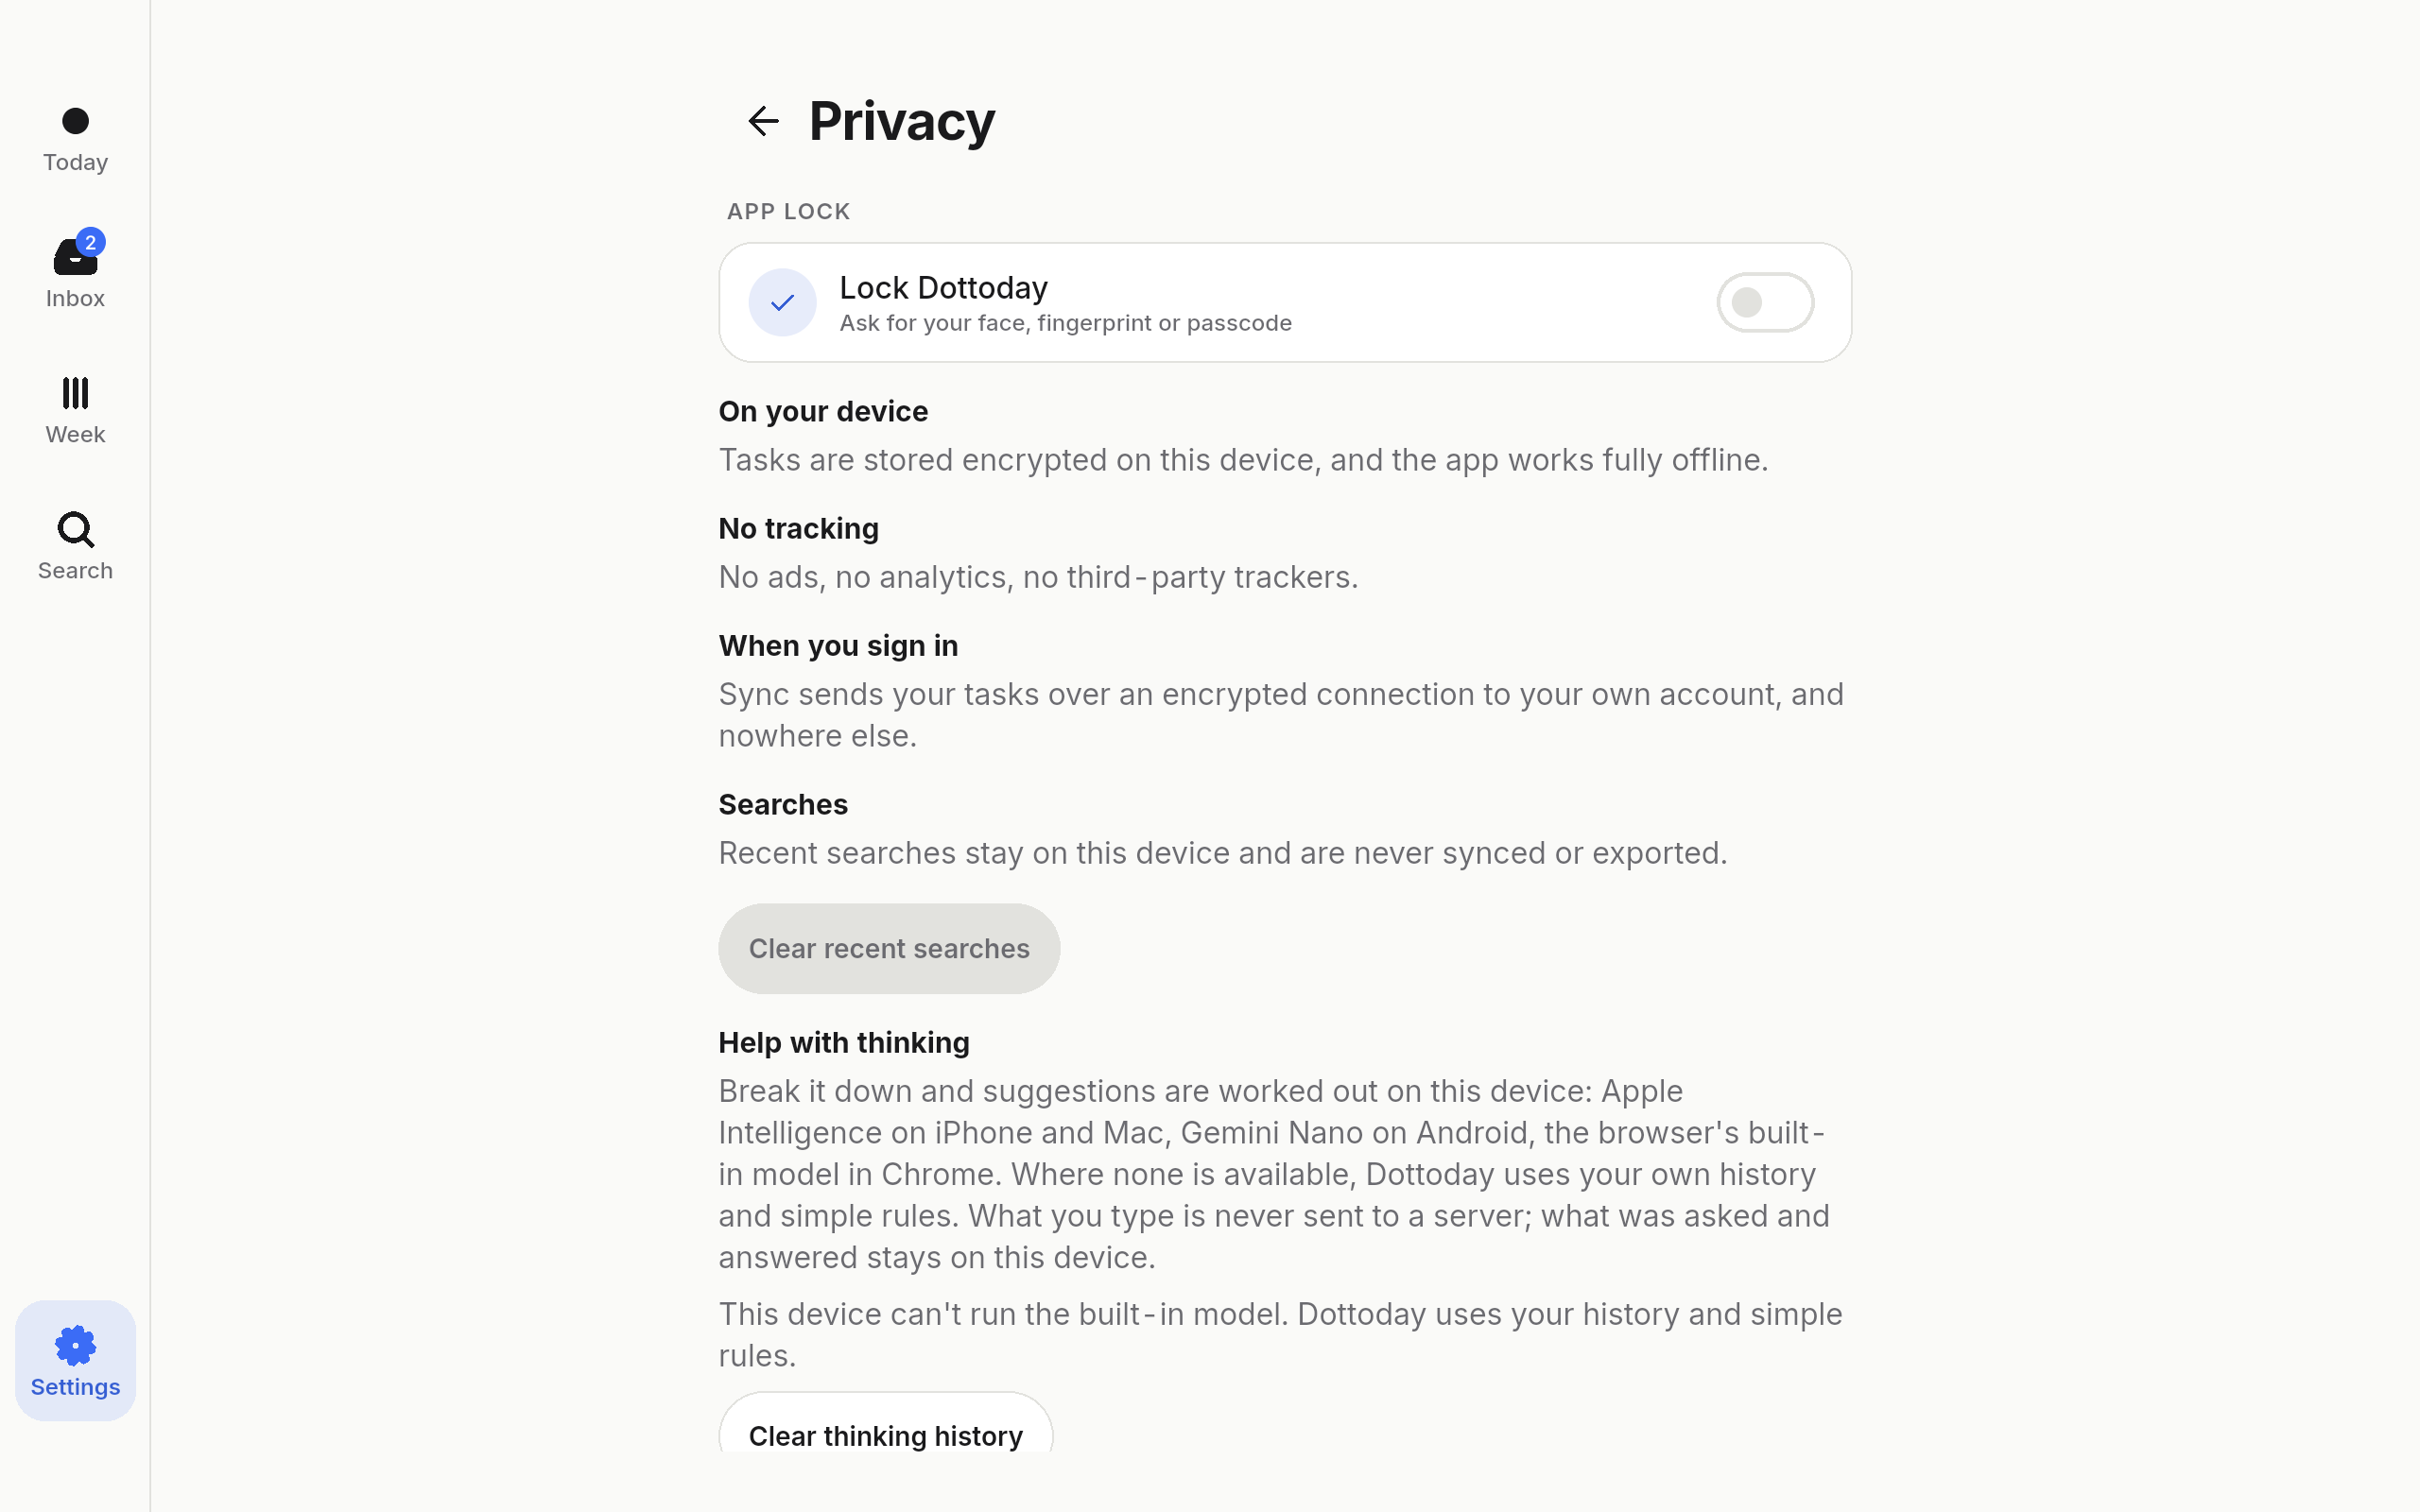 Today
2
Inbox
Week
Search
Settings
Privacy
APP LOCK
Lock Dottoday
Ask for your face, fingerprint or passcode
On your device
Tasks are stored encrypted on this device, and the app works fully offline.
No tracking
No ads, no analytics, no third-party trackers.
When you sign in
Sync sends your tasks over an encrypted connection to your own account, and
nowhere else.
Searches
Recent searches stay on this device and are never synced or exported.
Clear recent searches
Help with thinking
Break it down and suggestions are worked out on this device: Apple
Intelligence on iPhone and Mac, Gemini Nano on Android, the browser's built-
in model in Chrome. Where none is available, Dottoday uses your own history
and simple rules. What you type is never sent to a server; what was asked and
answered stays on this device.
This device can't run the built-in model. Dottoday uses your history and simple
rules.
Clear thinking history